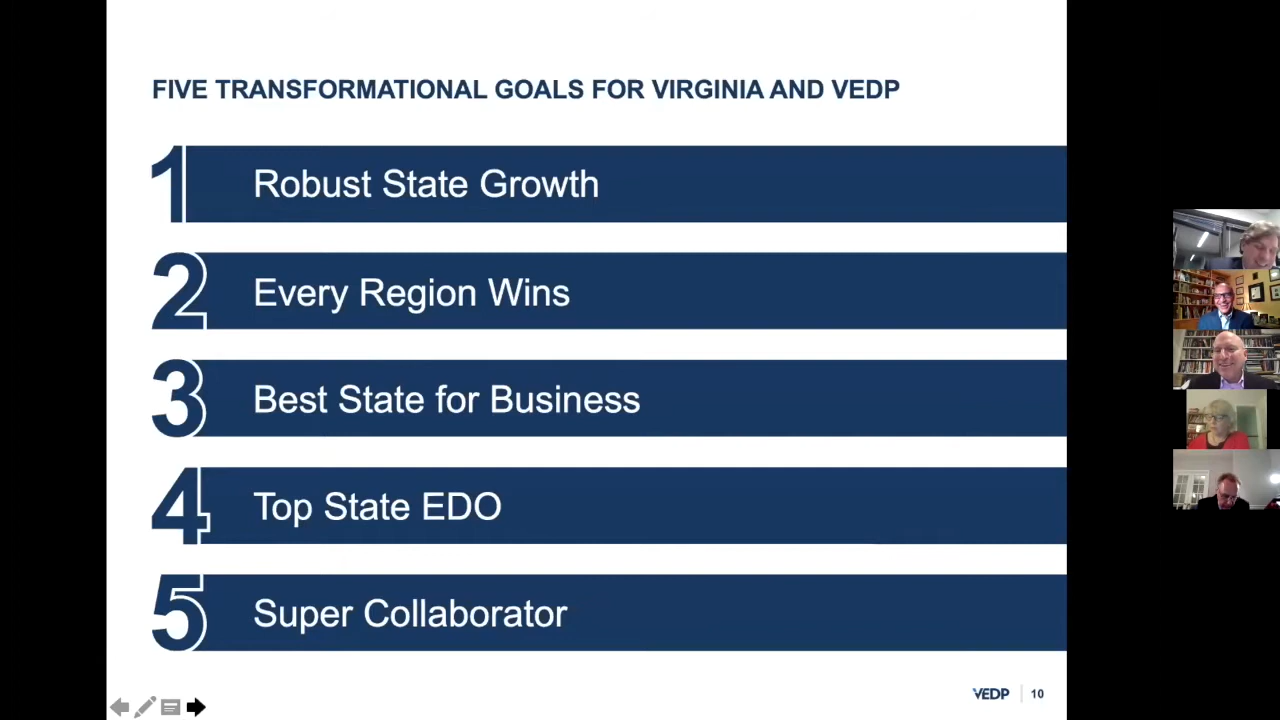 FIVE TRANSFORMATIONAL GOALS FOR VIRGINIA AND VEDP
1 Robust State Growth
2 Every Region Wins
3 Best State for Business
4 Top State EDO
5 Super Collaborator
VEDP 10